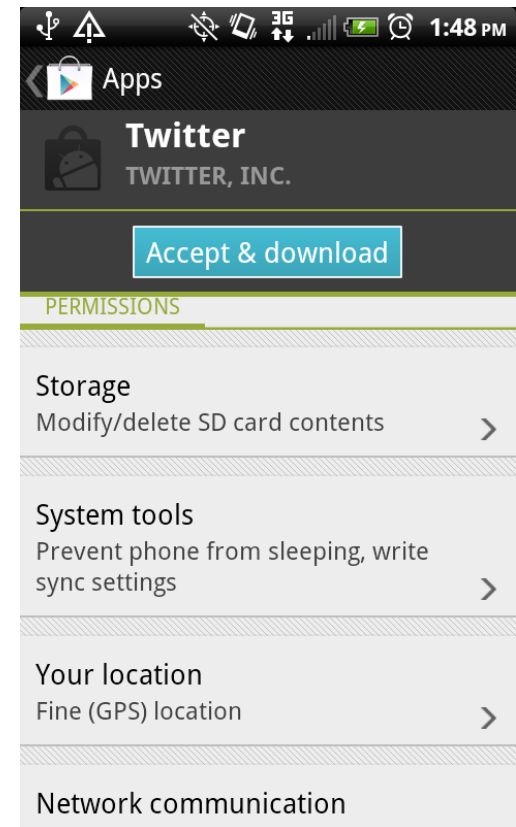 3G 1:48 PM
Apps
Twitter
TWITTER, INC.
Accept & download
PERMISSIONS
Storage
Modify/delete SD card contents
System tools
Prevent phone from sleeping, write
sync settings
Your location
Fine (GPS) location
Network communication